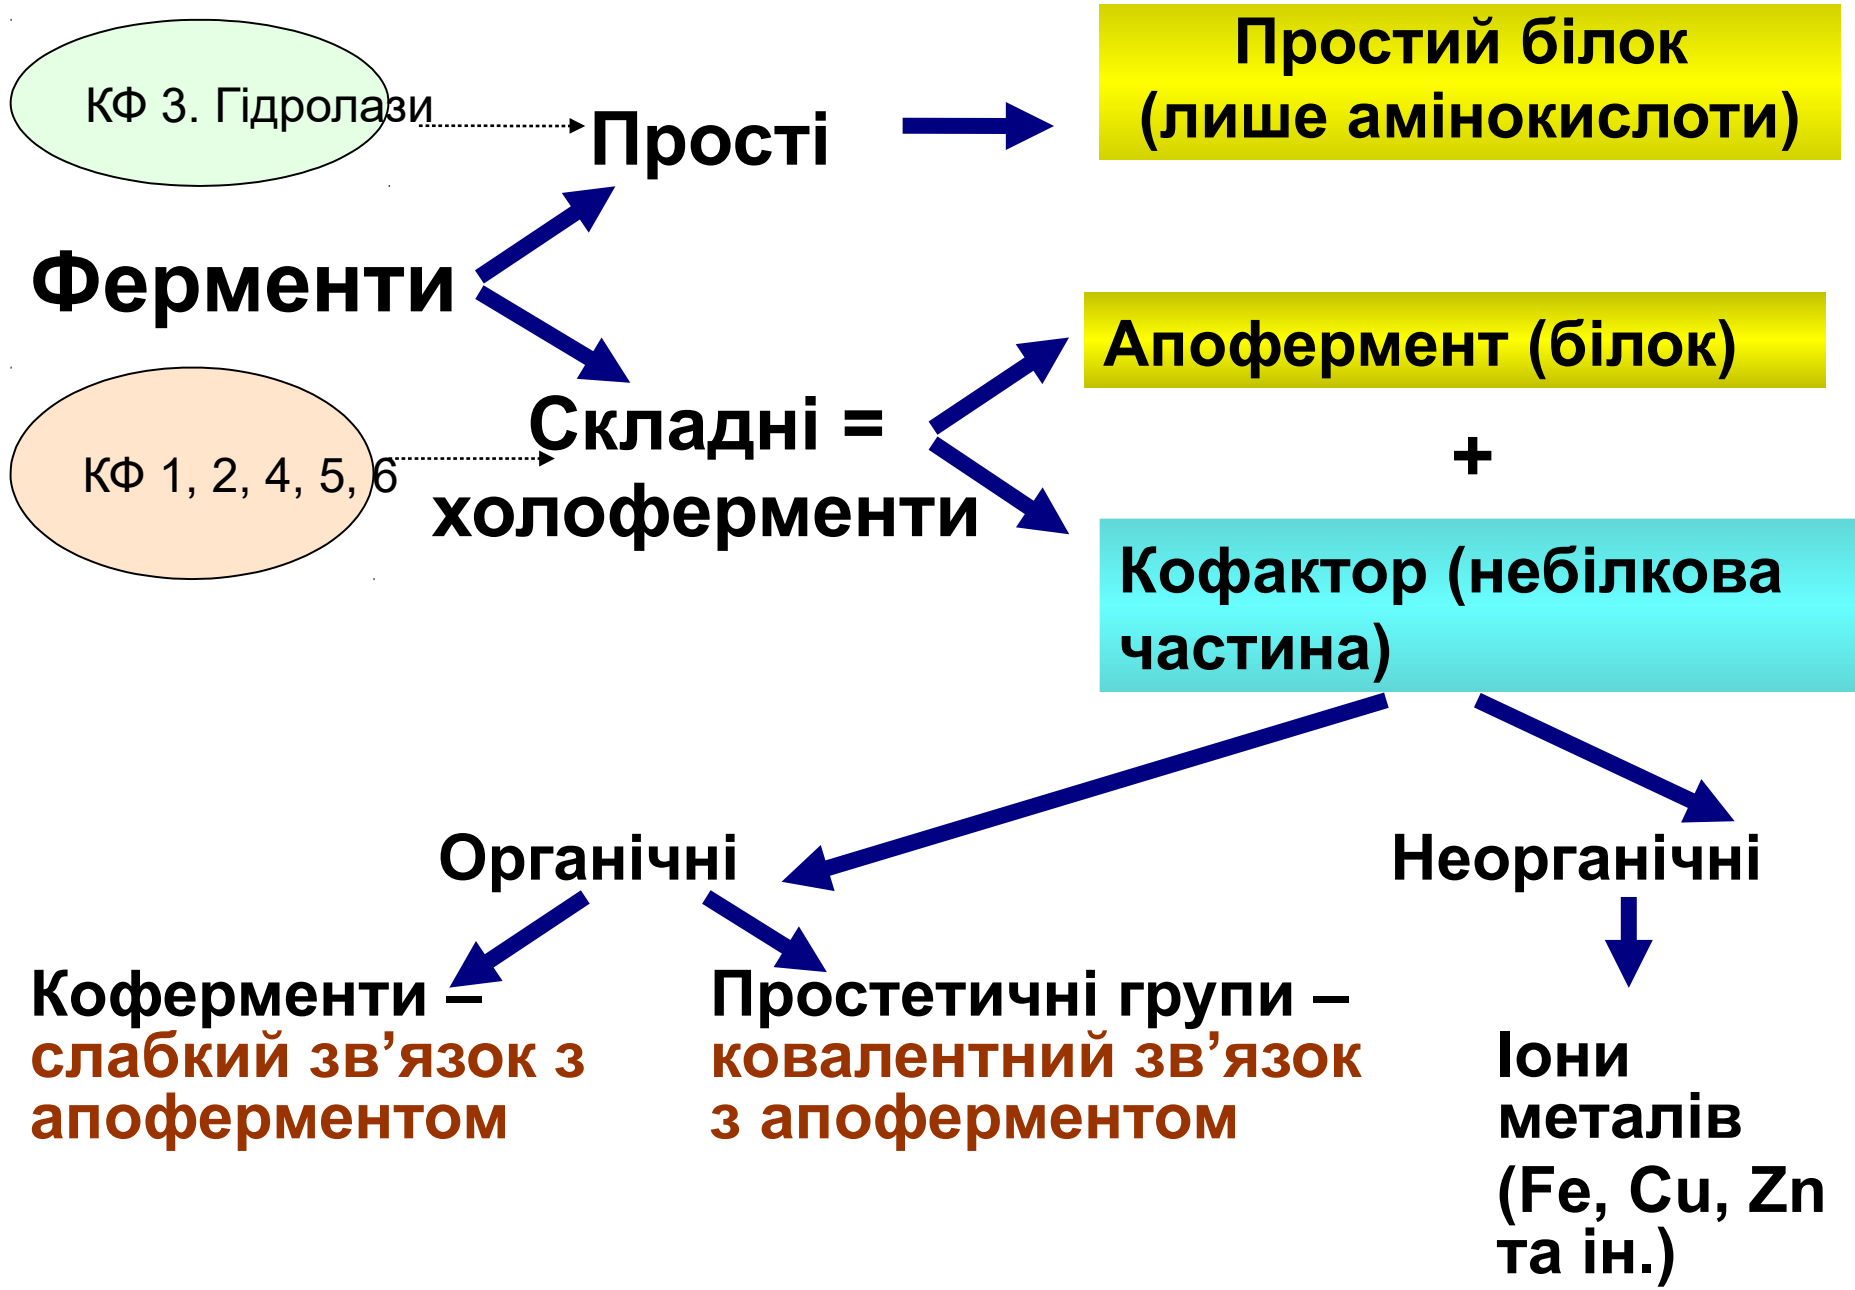 КФ 3. Гідролази
Прості
Простий білок
(лише амінокислоти)
Ферменти
КФ 1, 2, 4, 5, 6
Складні =
холоферменти
Апофермент (білок)
+
Кофактор (небілкова
частина)
Органічні
Неорганічні
Коферменти –
слабкий зв’язок з
апоферментом
Простетичні групи –
ковалентний зв’язок
з апоферментом
Іони
металів
(Fe, Cu, Zn
та ін.)